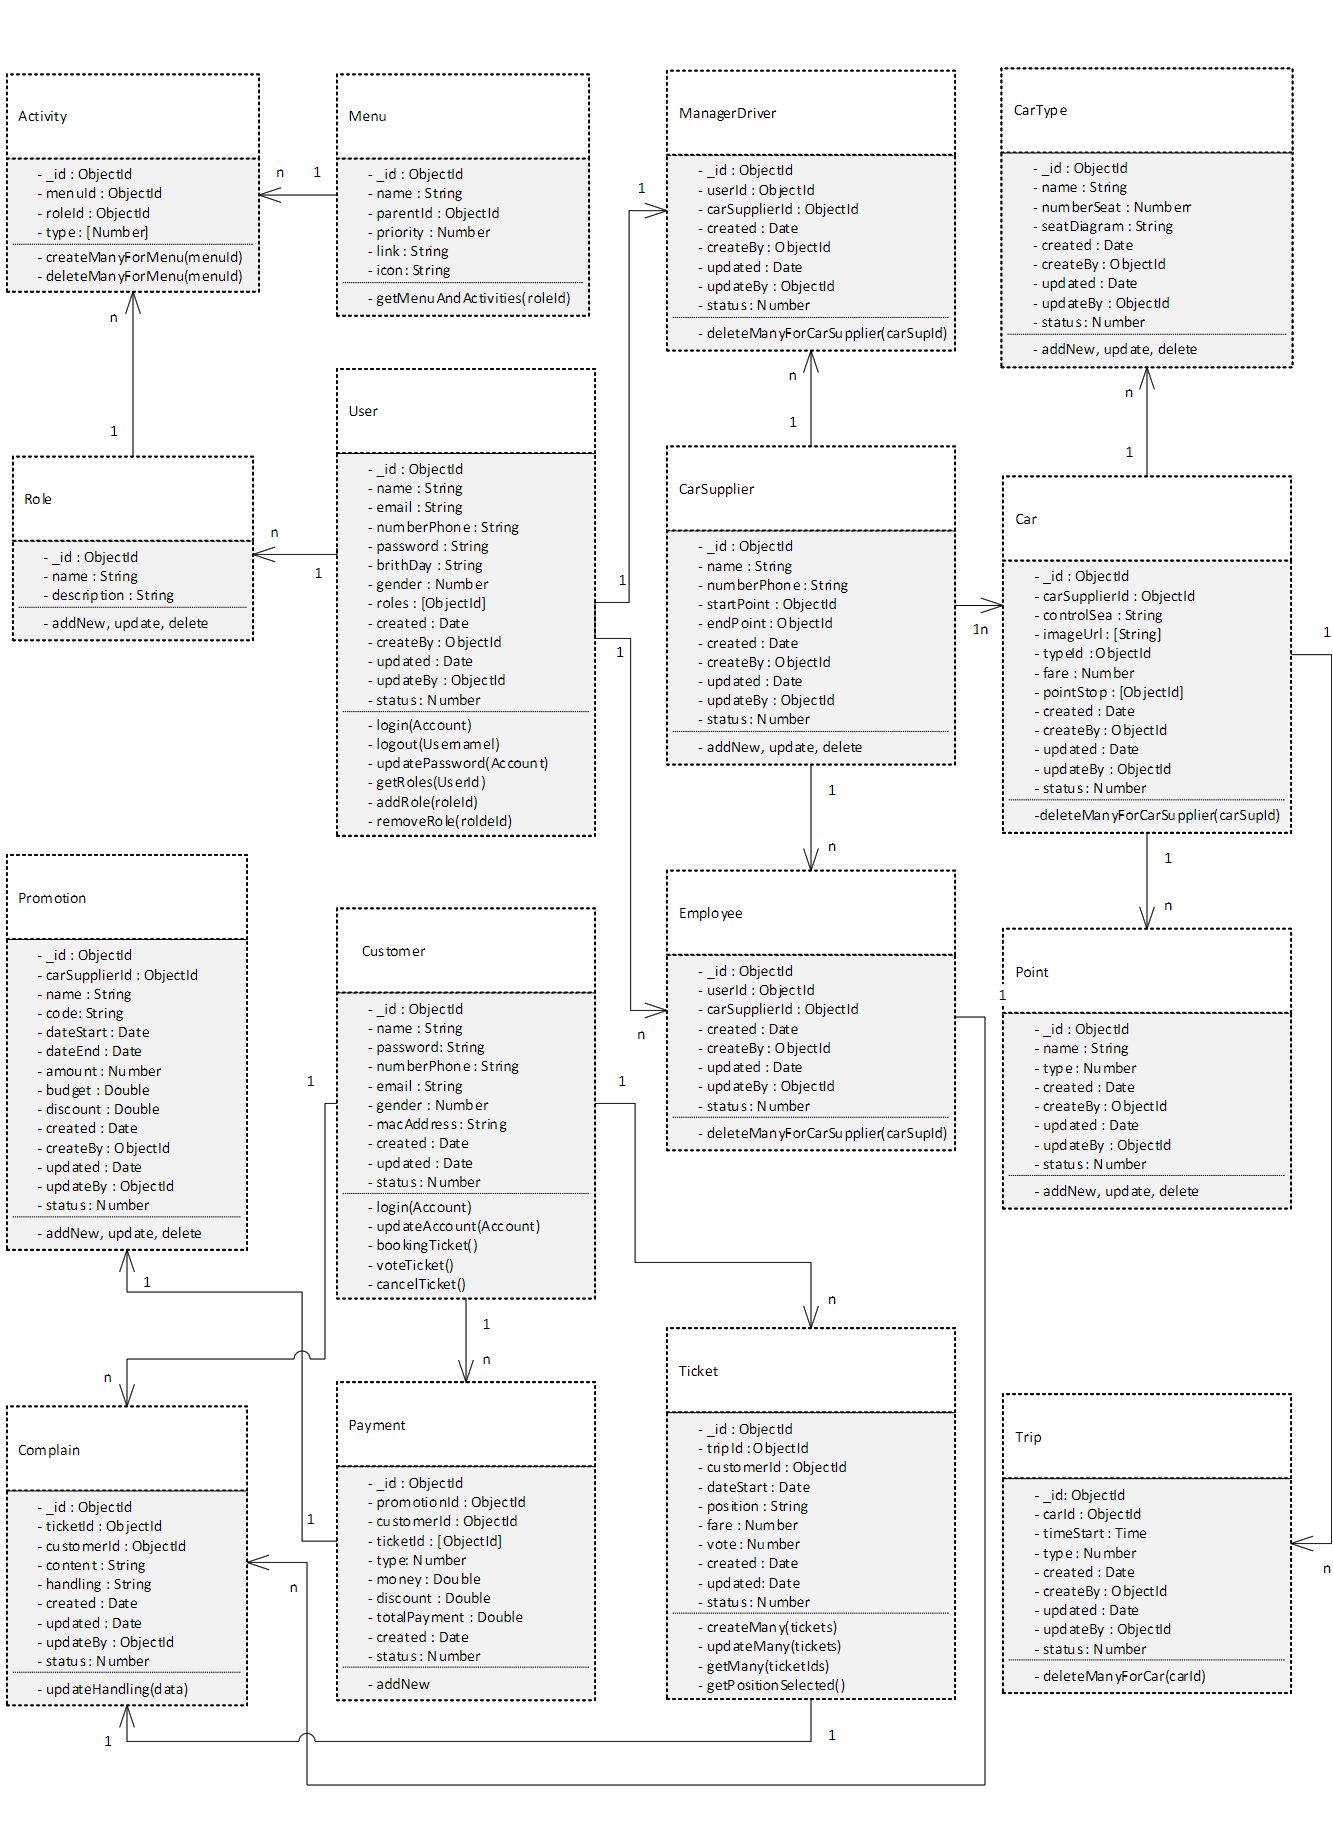 Activity
- _id : ObjectId
- menuId : ObjectId
- roleId : ObjectId
- type : [Number]
- createManyForMenu(menuId)
- deleteManyForMenu(menuId)
n
1
Menu
- _id : ObjectId
- name : String
- parentId : ObjectId
- priority : Number
- link : String
- icon : String
- getMenuAndActivities(roleId)
ManagerDriver
- _id : ObjectId
- userId : ObjectId
- carSupplierId : ObjectId
- created : Date
- createBy : ObjectId
- updated : Date
- updateBy : ObjectId
- status : Number
- deleteManyForCarSupplier(carSupId)
1
CarType
- _id : ObjectId
- name : String
- numberSeat : Numberr
- seatDiagram : String
- created : Date
- createBy : ObjectId
- updated : Date
- updateBy : ObjectId
- status : Number
- addNew, update, delete
n
1
n
1
n
1
Role
- _id : ObjectId
- name : String
- description : String
- addNew, update, delete
n
1
User
- _id : ObjectId
- name : String
- email : String
- numberPhone : String
- password : String
- brithDay : String
- gender : Number
- roles : [ObjectId]
- created : Date
- createBy : ObjectId
- updated : Date
- updateBy : ObjectId
- status : Number
- login(Account)
- logout(Usernamel)
- updatePassword(Account)
- getRoles(UserId)
- addRole(roleId)
- removeRole(roldeId)
1
1
CarSupplier
- _id : ObjectId
- name : String
- numberPhone : String
- startPoint : ObjectId
- endPoint : ObjectId
- created : Date
- createBy : ObjectId
- updated : Date
- updateBy : ObjectId
- status : Number
- addNew, update, delete
1n
Car
- _id : ObjectId
- carSupplierId : ObjectId
- controlSea : String
- imageUrl : [String]
- typeId : ObjectId
- fare : Number
- pointStop : [ObjectId]
- created : Date
- createBy : ObjectId
- updated : Date
- updateBy : ObjectId
- status : Number
-deleteManyForCarSupplier(carSupId)
1
1
n
1
n
Promotion
- _id : ObjectId
- carSupplierId : ObjectId
- name : String
- code: String
- dateStart : Date
- dateEnd : Date
- amount : Number
- budget : Double
- discount : Double
- created : Date
- createBy : ObjectId
- updated : Date
- updateBy : ObjectId
- status : Number
- addNew, update, delete
1
1
Customer
- _id : ObjectId
- name : String
- password: String
- numberPhone : String
- email : String
- gender : Number
- macAddress : String
- created : Date
- updated : Date
- status : Number
- login(Account)
- updateAccount(Account)
- bookingTicket()
- voteTicket()
- cancelTicket()
1
n
Employee
- _id : ObjectId
- userId : ObjectId
- carSupplierId : ObjectId
- created : Date
- createBy : ObjectId
- updated : Date
- updateBy : ObjectId
- status : Number
- deleteManyForCarSupplier(carSupId)
1
Point
- _id : ObjectId
- name : String
- type : Number
- created : Date
- createBy : ObjectId
- updated : Date
- updateBy : ObjectId
- status : Number
- addNew, update, delete
n
1
n
n
Complain
- _id : ObjectId
- ticketId : ObjectId
- customerId : ObjectId
- content : String
- handling : String
- created : Date
- updated : Date
- updateBy : ObjectId
- status : Number
- updateHandling(data)
1
n
1
Payment
- _id : ObjectId
- promotionId : ObjectId
- customerId : ObjectId
- ticketId : [ObjectId]
- type: Number
- money : Double
- discount : Double
- totalPayment : Double
- created : Date
- status : Number
- addNew
Ticket
- _id : ObjectId
- tripId : ObjectId
- customerId : ObjectId
- dateStart : Date
- position : String
- fare : Number
- vote : Number
- created : Date
- updated: Date
- status : Number
- createMany(tickets)
- updateMany(tickets)
- getMany(ticketIds)
- getPositionSelected()
1
Trip
- _id: ObjectId
- carId : ObjectId
- timeStart : Time
- type : Number
- created : Date
- createBy : ObjectId
- updated : Date
- updateBy : ObjectId
- status : Number
- deleteManyForCar(carId)
n